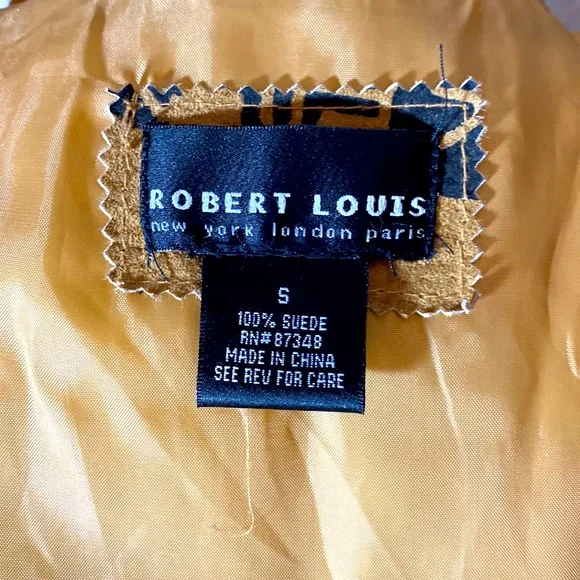 ROBERT LOUIS
new york london paris
S
100% SUEDE
RN#87348
MADE IN CHINA
SEE REV FOR CARE